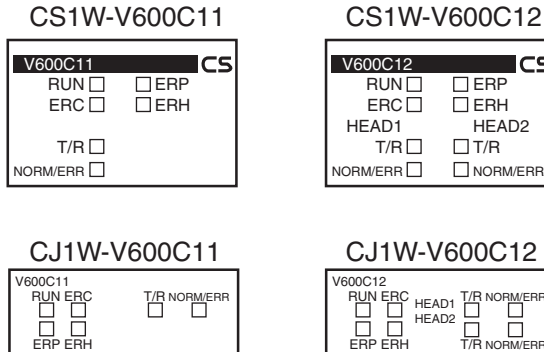 CS1W-V600C11
V600C11 CS
RUN ERP
ERC ERH
T/R
NORM/ERR
CS1W-V600C12
V600C12 CS
RUN ERP
ERC ERH
HEAD1 HEAD2
T/R T/R
NORM/ERR NORM/ERR
CJ1W-V600C11
V600C11
RUN ERC T/R NORM/ERR
ERP ERH
CJ1W-V600C12
V600C12
RUN ERC T/R NORM/ERR
HEAD1
HEAD2
ERP ERH T/R NORM/ERR